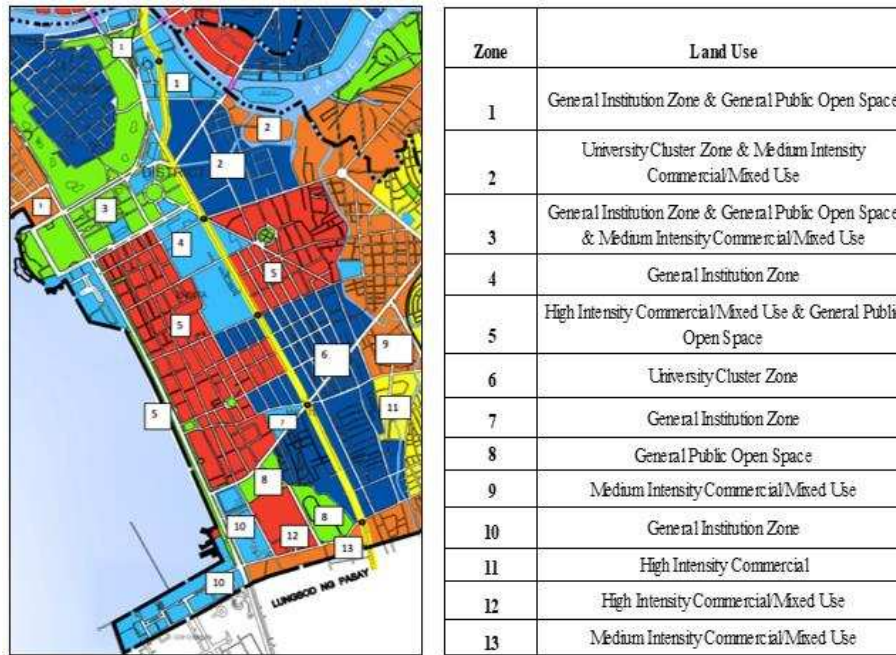 1
1
2
2
DISTRICT
3
4
5
5
6
9
11
5
7
8
8
10
12
13
10
LUNGSOD NG PASAY
Zone Land Use
1 General Institution Zone & General Public Open Space
2 University Cluster Zone & Medium Intensity
Commercial/Mixed Use
3 General Institution Zone & General Public Open Space
& Medium Intensity Commercial/Mixed Use
4 General Institution Zone
5 High Intensity Commercial/Mixed Use & General Public
Open Space
6 University Cluster Zone
7 General Institution Zone
8 General Public Open Space
9 Medium Intensity Commercial/Mixed Use
10 General Institution Zone
11 High Intensity Commercial
12 High Intensity Commercial/Mixed Use
13 Medium Intensity Commercial/Mixed Use